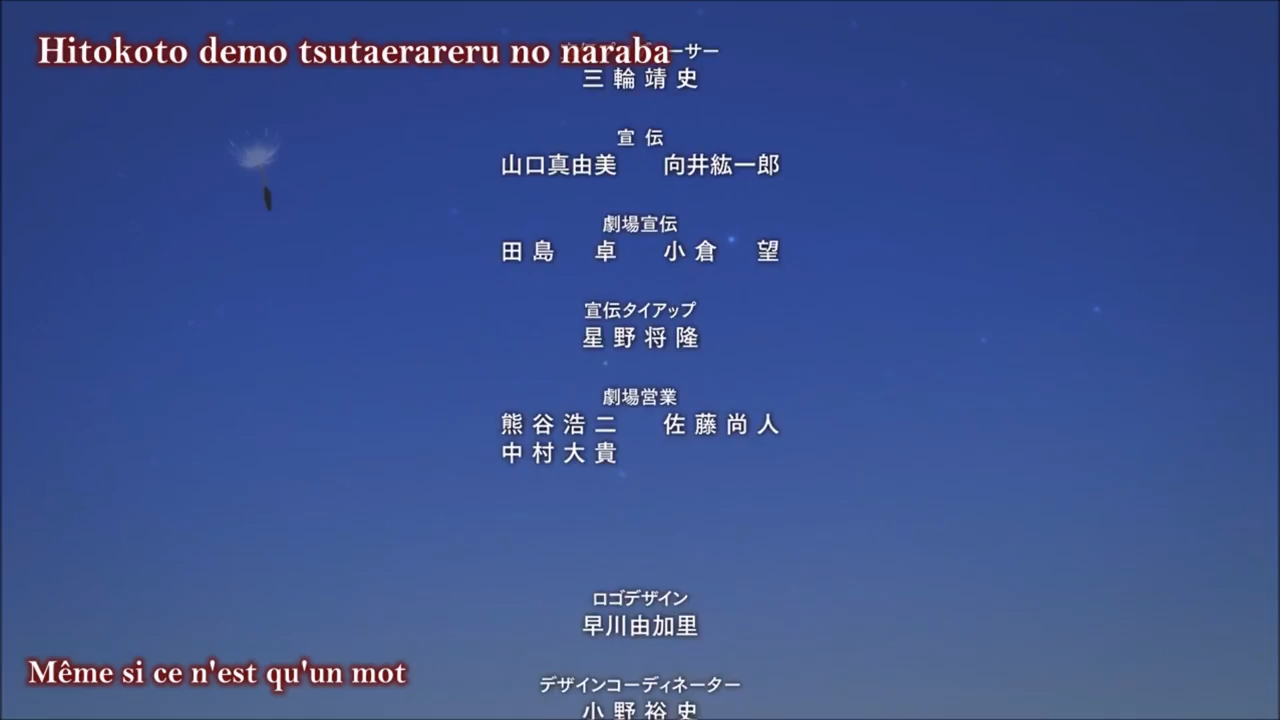 Hitokoto demo tsutaerareru no naraba
ーサー
三輪靖史
宣伝
山口真由美 向井紘一郎
劇場宣伝
田島 卓 小倉 望
宣伝タイアップ
星野将隆
劇場営業
熊谷浩二 佐藤尚人
中村大貴
ロゴデザイン
早川由加里
Même si ce n'est qu'un mot
デザインコーディネーター
小野裕史